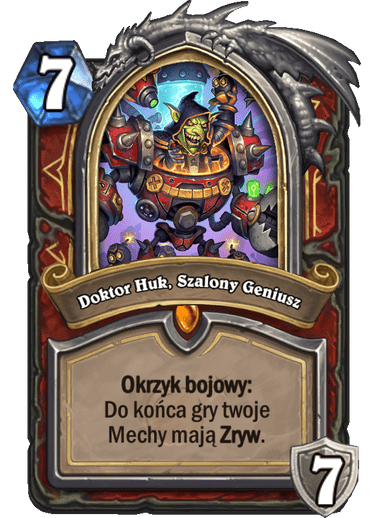 7
Doktor Huk, Szalony Geniusz
Okrzyk bojowy:
Do końca gry twoje
Mechy mają Zryw.
7